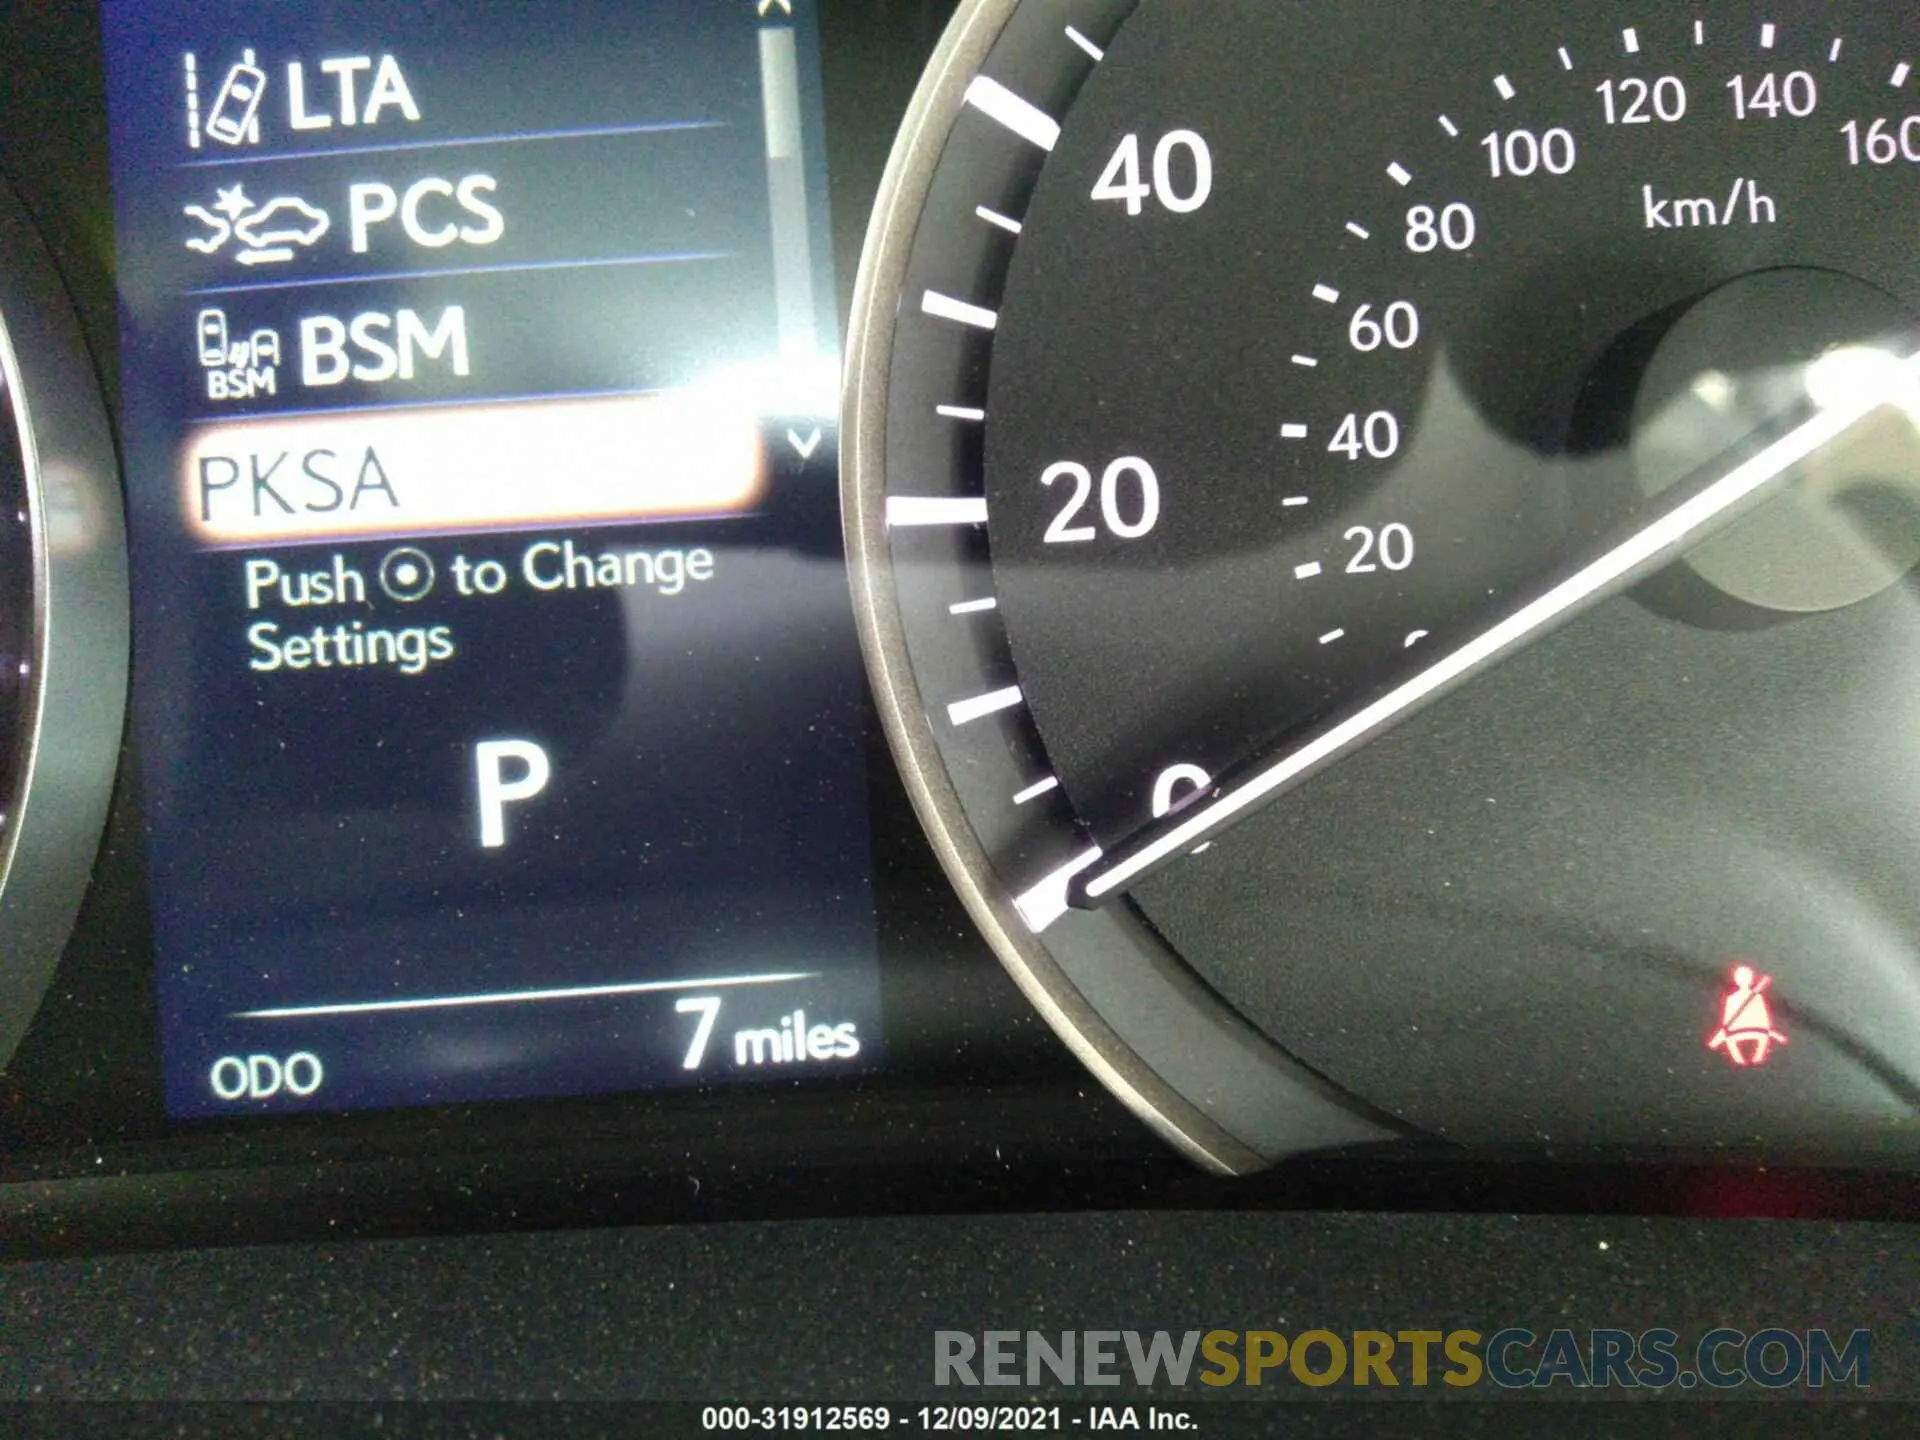 LTA
PCS
BSM
BSM
PKSA
Push to Change
Settings
P
7 miles
ODO
40
20
0
160
140
120
100
80
60
40
20
km/h
RENEWSPORTSCARS.COM
000-31912569 - 12/09/2021 - IAA Inc.